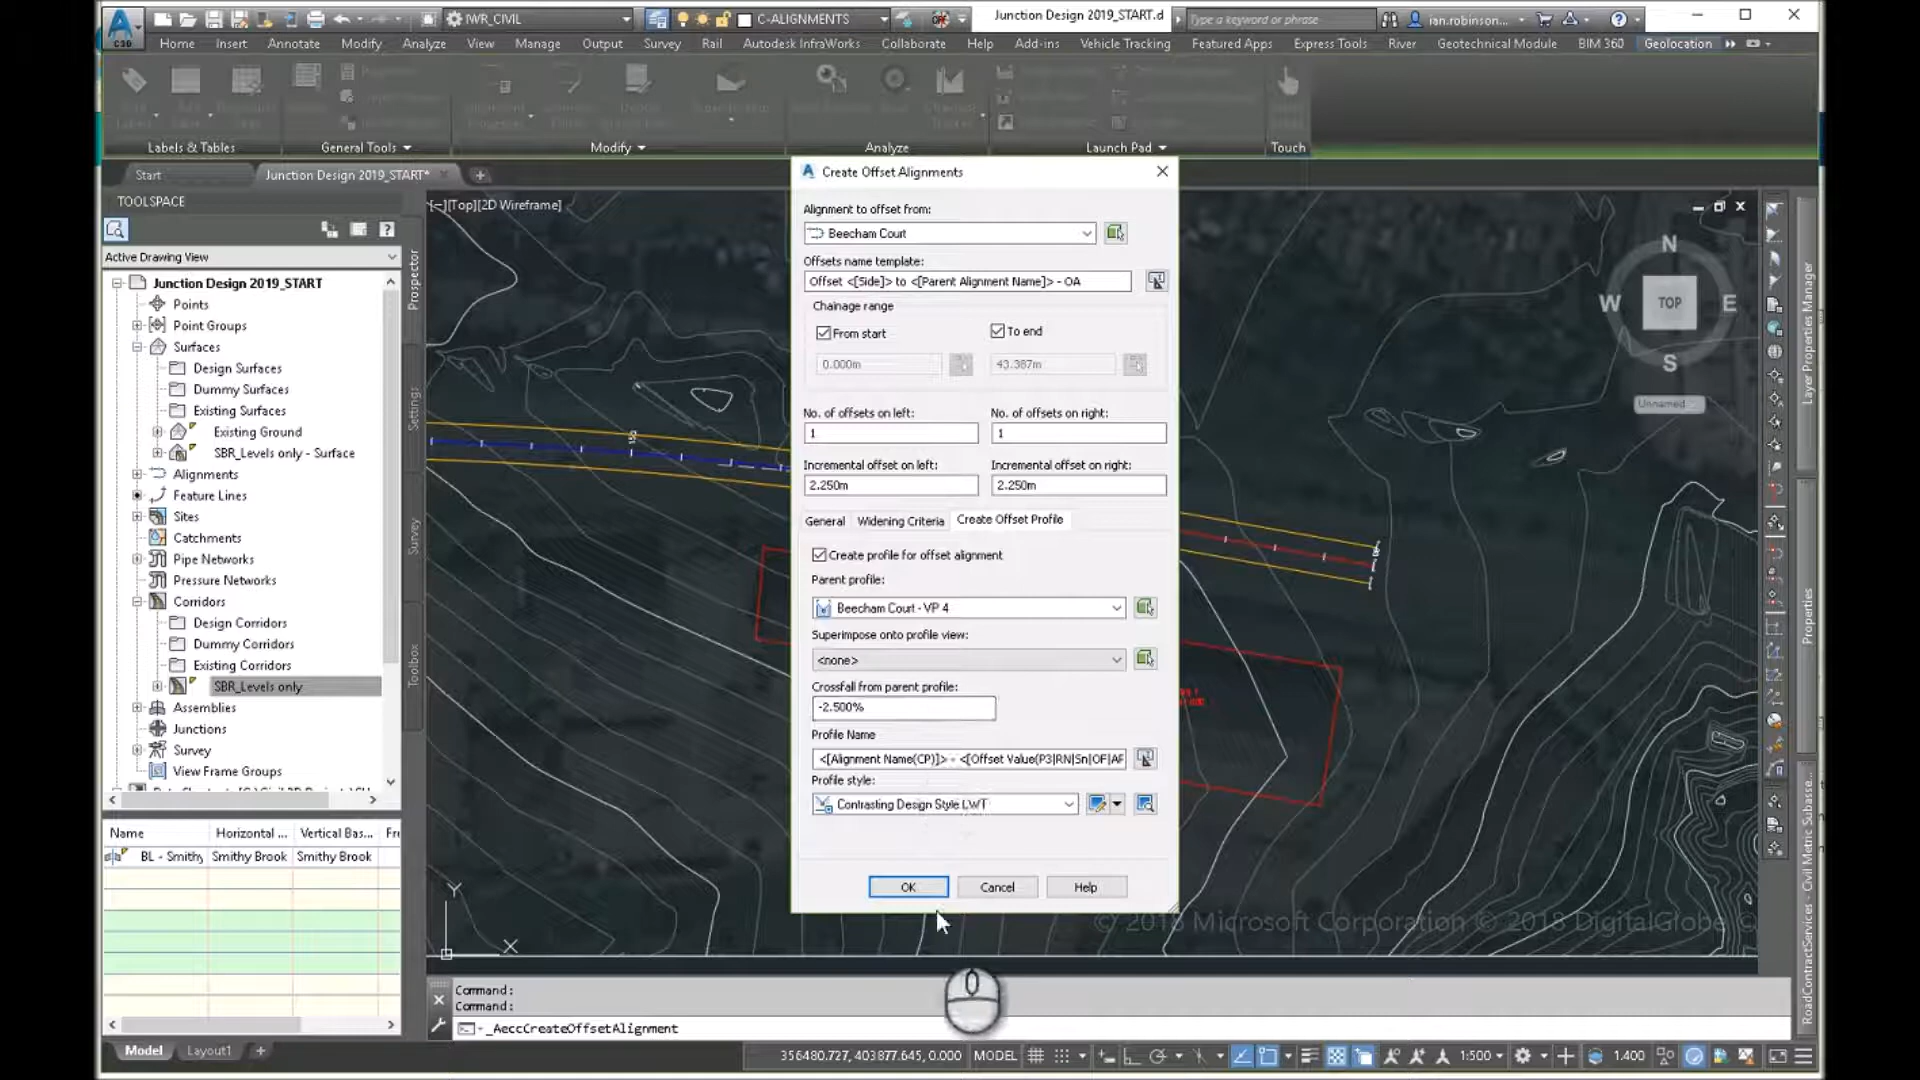 IWR_CIVIL
C-ALIGNMENTS
Junction Design 2019_START.d
Type a keyword or phrase
ian.robinson...
C3D
Home Insert Annotate Modify Analyze View Manage Output Survey Rail Autodesk InfraWorks Collaborate Help Add-ins Vehicle Tracking Featured Apps Express Tools River Geotechnical Module BIM 360 Geolocation
Labels & Tables General Tools Modify Analyze Launch Pad Touch
Start
Junction Design 2019_START*
TOOLSPACE
Active Drawing View
Junction Design 2019_START
Points
Point Groups
Surfaces
Design Surfaces
Dummy Surfaces
Existing Surfaces
Existing Ground
SBR_Levels only - Surface
Alignments
Feature Lines
Sites
Catchments
Pipe Networks
Pressure Networks
Corridors
Design Corridors
Dummy Corridors
Existing Corridors
SBR_Levels only
Assemblies
Junctions
Survey
View Frame Groups
Prospector
Settings
Survey
Toolbox
Name Horizontal ... Vertical Bas... Fre
BL - Smithy Smithy Brook Smithy Brook
[−][Top][2D Wireframe]
150
Create Offset Alignments
Alignment to offset from:
Beecham Court
Offsets name template:
Offset <[Side]> to <[Parent Alignment Name]> - OA
Chainage range
From start
To end
0.000m
43.387m
No. of offsets on left:
No. of offsets on right:
1
1
Incremental offset on left:
Incremental offset on right:
2.250m
2.250m
General Widening Criteria Create Offset Profile
Create profile for offset alignment
Parent profile:
Beecham Court - VP 4
Superimpose onto profile view:
<none>
Crossfall from parent profile:
-2.500%
Profile Name
<[Alignment Name(CP)]> - <[Offset Value(P3|RN|Sn|OF|AP
Profile style:
Contrasting Design Style LWT
OK Cancel Help
N
W TOP E
S
Unnamed
Layer Properties Manager
Properties
RoadContractServices - Civil Metric Subasse...
© 2018 Microsoft Corporation © 2018 DigitalGlobe ©
Y
X
Command:
Command:
_AeccCreateOffsetAlignment
Model Layout1
356480.727, 403877.645, 0.000 MODEL
1:500
1.400